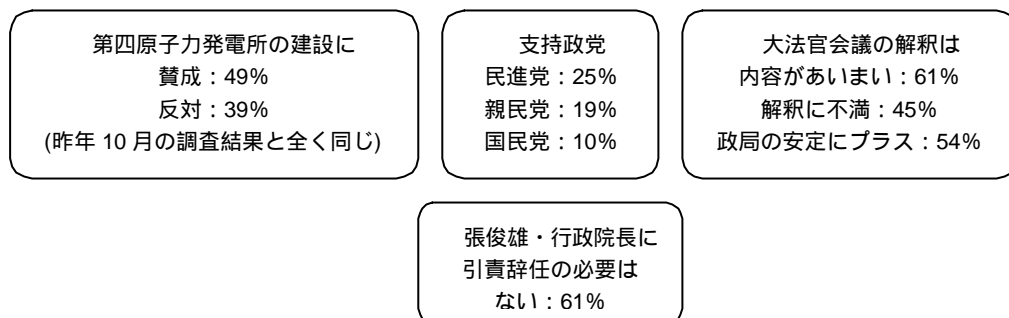 第四原子力発電所の建設に
賛成：49%
反対：39%
(昨年 10 月の調査結果と全く同じ)
支持政党
民進党：25%
親民党：19%
国民党：10%
大法官会議の解釈は
内容があいまい：61%
解釈に不満：45%
政局の安定にプラス：54%
張俊雄・行政院長に
引責辞任の必要は
ない：61%